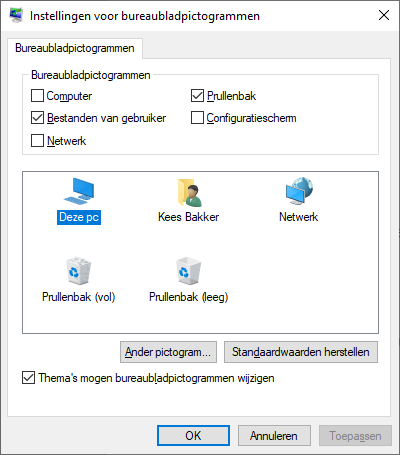 Instellingen voor bureaubladpictogrammen
Bureaubladpictogrammen
Bureaubladpictogrammen
Computer
Prullenbak
Bestanden van gebruiker
Configuratiescherm
Netwerk
Deze pc
Kees Bakker
Netwerk
Prullenbak (vol)
Prullenbak (leeg)
Ander pictogram...
Standaardwaarden herstellen
Thema's mogen bureaubladpictogrammen wijzigen
OK
Annuleren
Toepassen